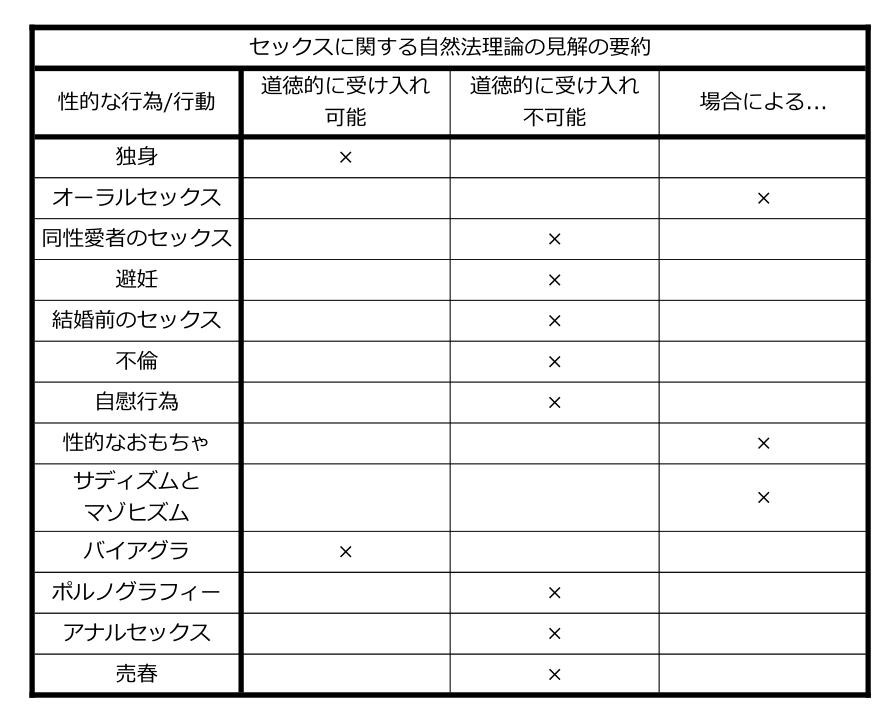 セックスに関する自然法理論の見解の要約
性的な行為/行動
道徳的に受け入れ
可能
道徳的に受け入れ
不可能
場合による...
独身
×
オーラルセックス
×
同性愛者のセックス
×
避妊
×
結婚前のセックス
×
不倫
×
自慰行為
×
性的なおもちゃ
×
サディズムと
マゾヒズム
×
バイアグラ
×
ポルノグラフィー
×
アナルセックス
×
売春
×